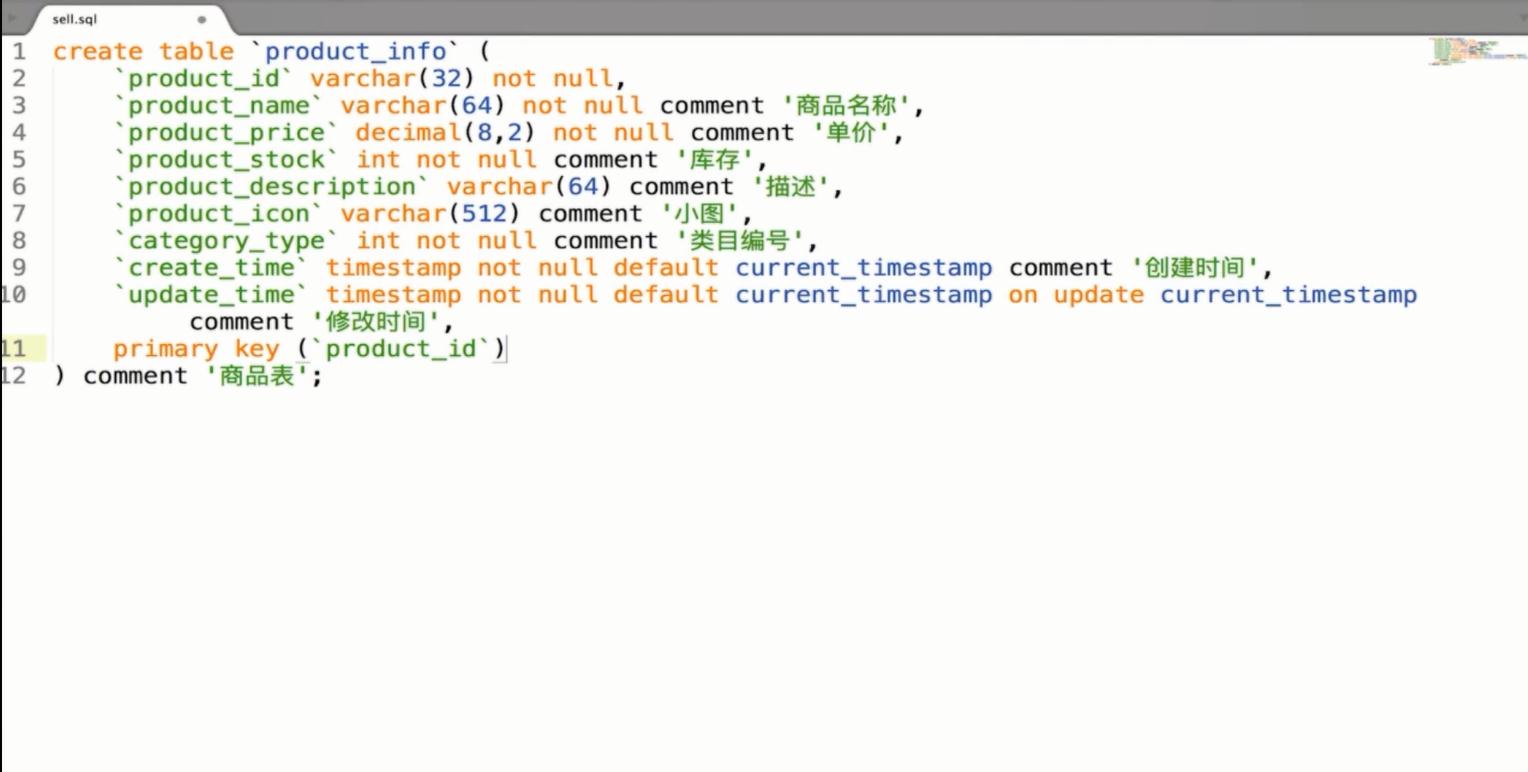 sell.sql
1 create table `product_info` (
2     `product_id` varchar(32) not null,
3     `product_name` varchar(64) not null comment '商品名称',
4     `product_price` decimal(8,2) not null comment '单价',
5     `product_stock` int not null comment '库存',
6     `product_description` varchar(64) comment '描述',
7     `product_icon` varchar(512) comment '小图',
8     `category_type` int not null comment '类目编号',
9     `create_time` timestamp not null default current_timestamp comment '创建时间',
10     `update_time` timestamp not null default current_timestamp on update current_timestamp
comment '修改时间',
11     primary key (`product_id`)
12 ) comment '商品表';